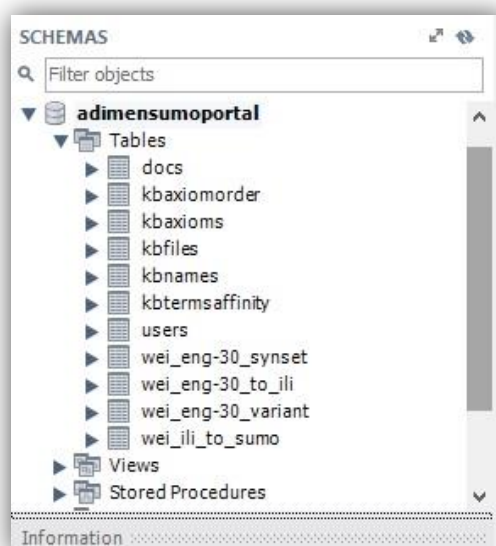 SCHEMAS
Filter objects
adimensumoportal
Tables
docs
kbaxiomorder
kbaxioms
kbfiles
kbnames
kbtermsaffinity
users
wei_eng-30_synset
wei_eng-30_to_ili
wei_eng-30_variant
wei_ili_to_sumo
Views
Stored Procedures
Information